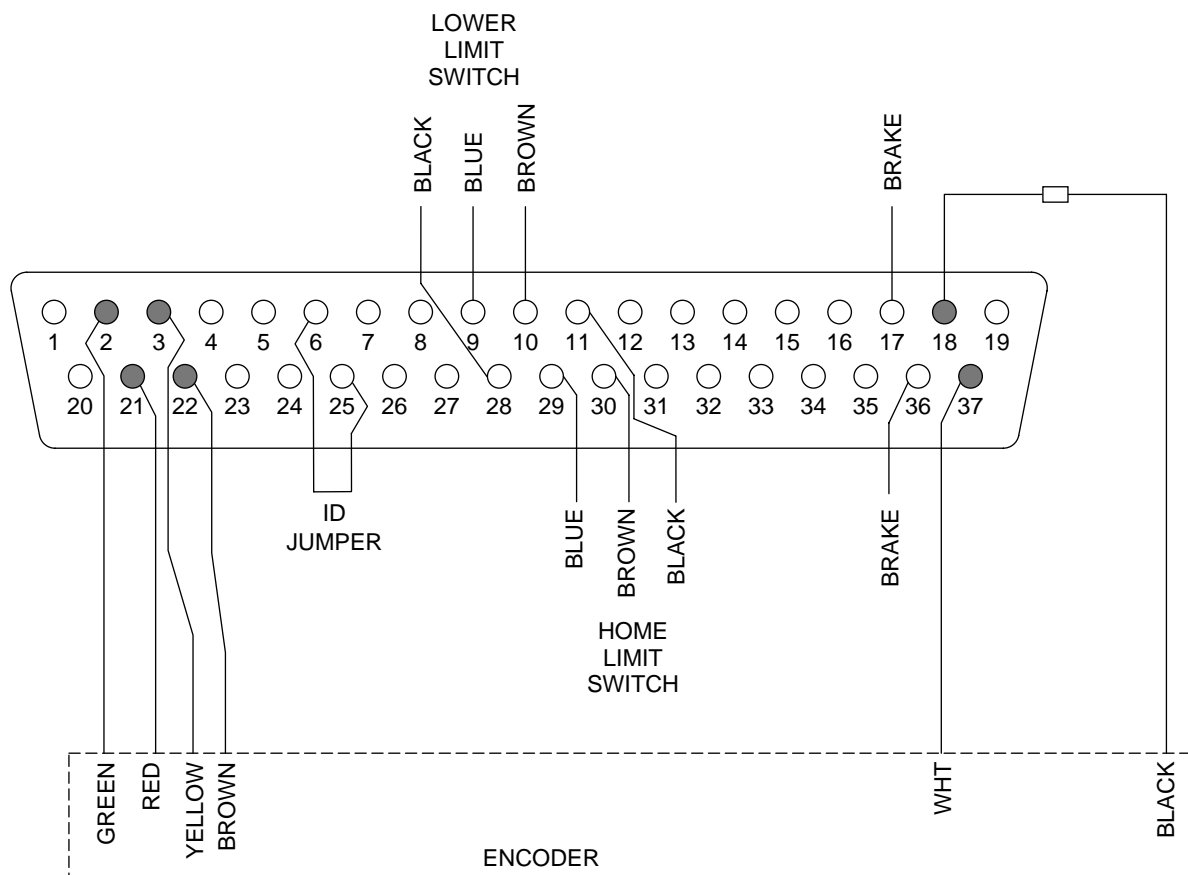 LOWER
LIMIT
SWITCH
BLACK
BLUE
BROWN
BRAKE
1 2 3 4 5 6 7 8 9 10 11 12 13 14 15 16 17 18 19
20 21 22 23 24 25 26 27 28 29 30 31 32 33 34 35 36 37
ID
JUMPER
BLUE
BROWN
BLACK
BRAKE
HOME
LIMIT
SWITCH
GREEN
RED
YELLOW
BROWN
WHT
BLACK
ENCODER